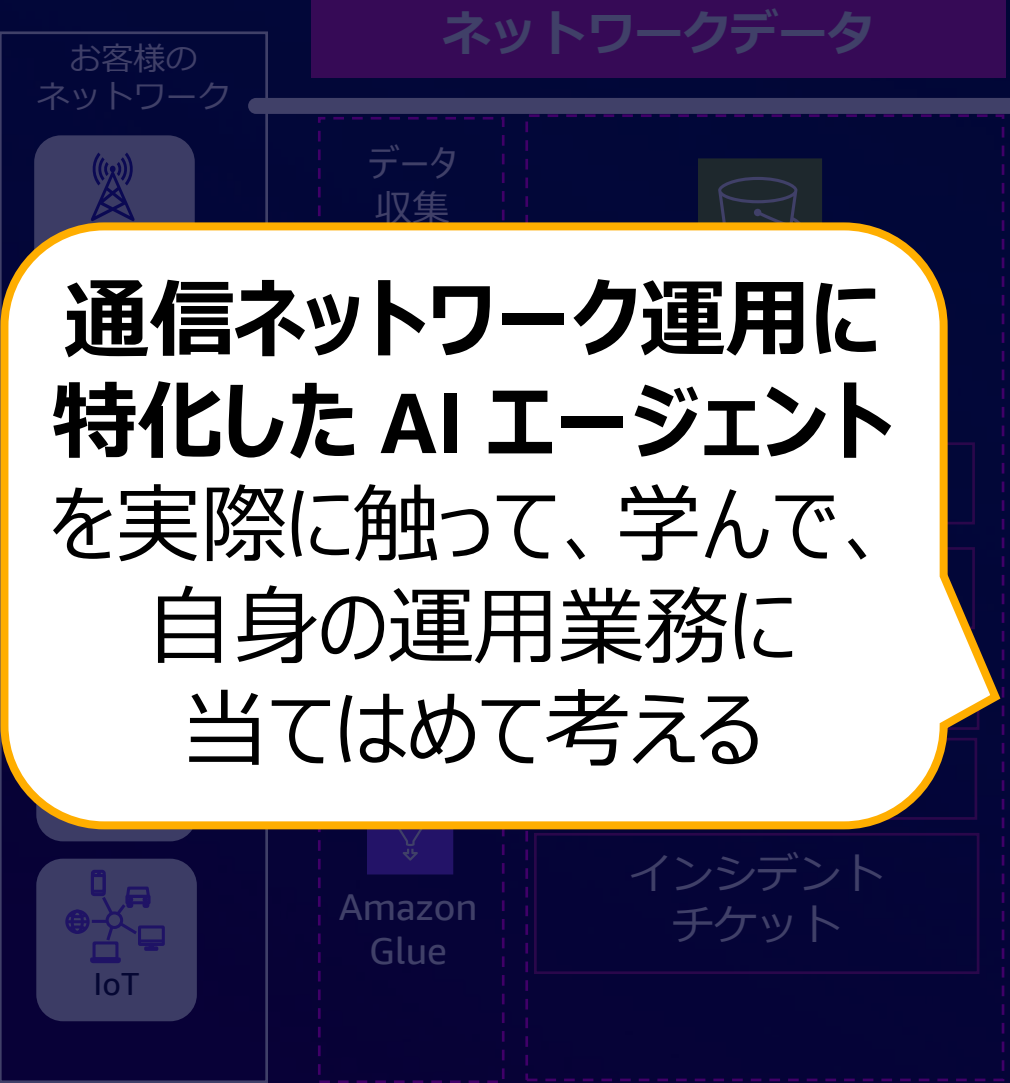 ネットワークデータ
お客様の
ネットワーク
データ
収集
通信ネットワーク運用に
特化した AI エージェント
を実際に触って、学んで、
自身の運用業務に
当てはめて考える
Amazon
Glue
インシデント
チケット
IoT